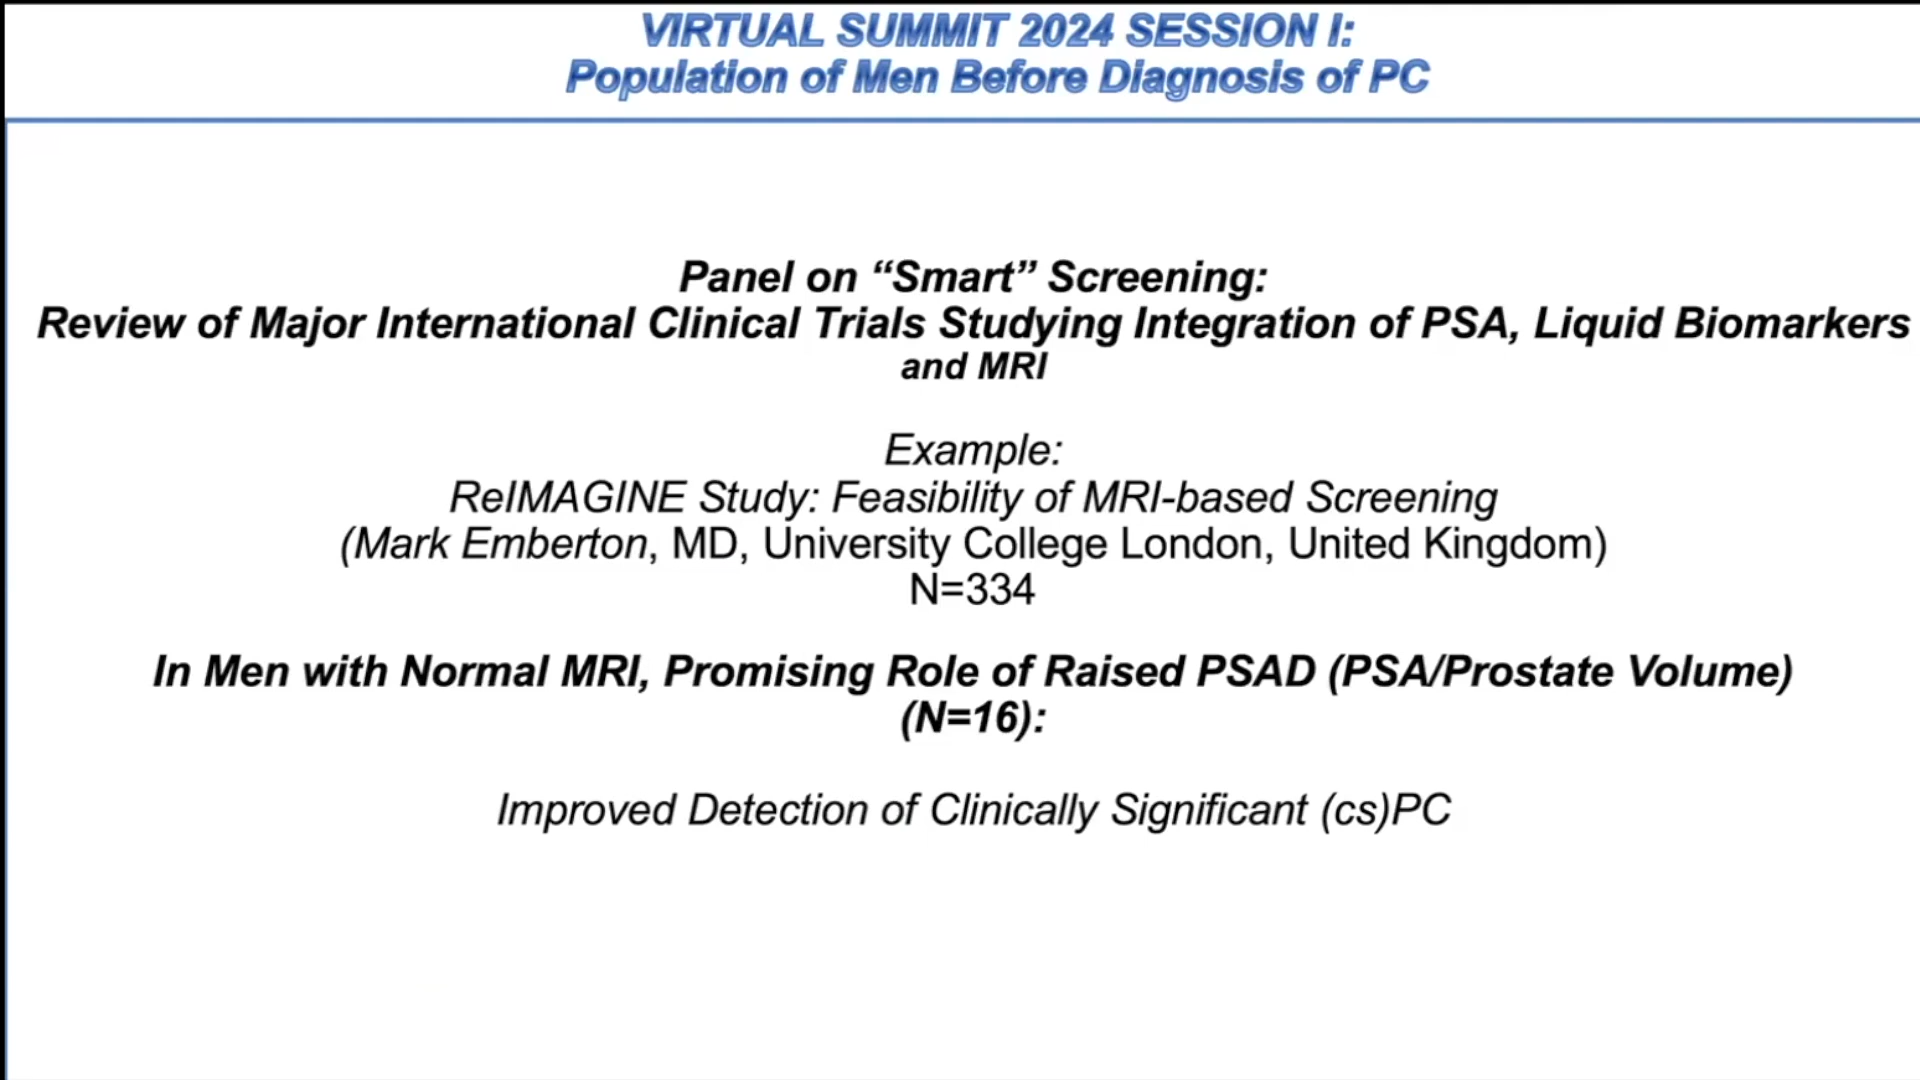 VIRTUAL SUMMIT 2024 SESSION I:
Population of Men Before Diagnosis of PC
Panel on “Smart” Screening:
Review of Major International Clinical Trials Studying Integration of PSA, Liquid Biomarkers
and MRI
Example:
ReIMAGINE Study: Feasibility of MRI-based Screening
(Mark Emberton, MD, University College London, United Kingdom)
N=334
In Men with Normal MRI, Promising Role of Raised PSAD (PSA/Prostate Volume)
(N=16):
Improved Detection of Clinically Significant (cs)PC